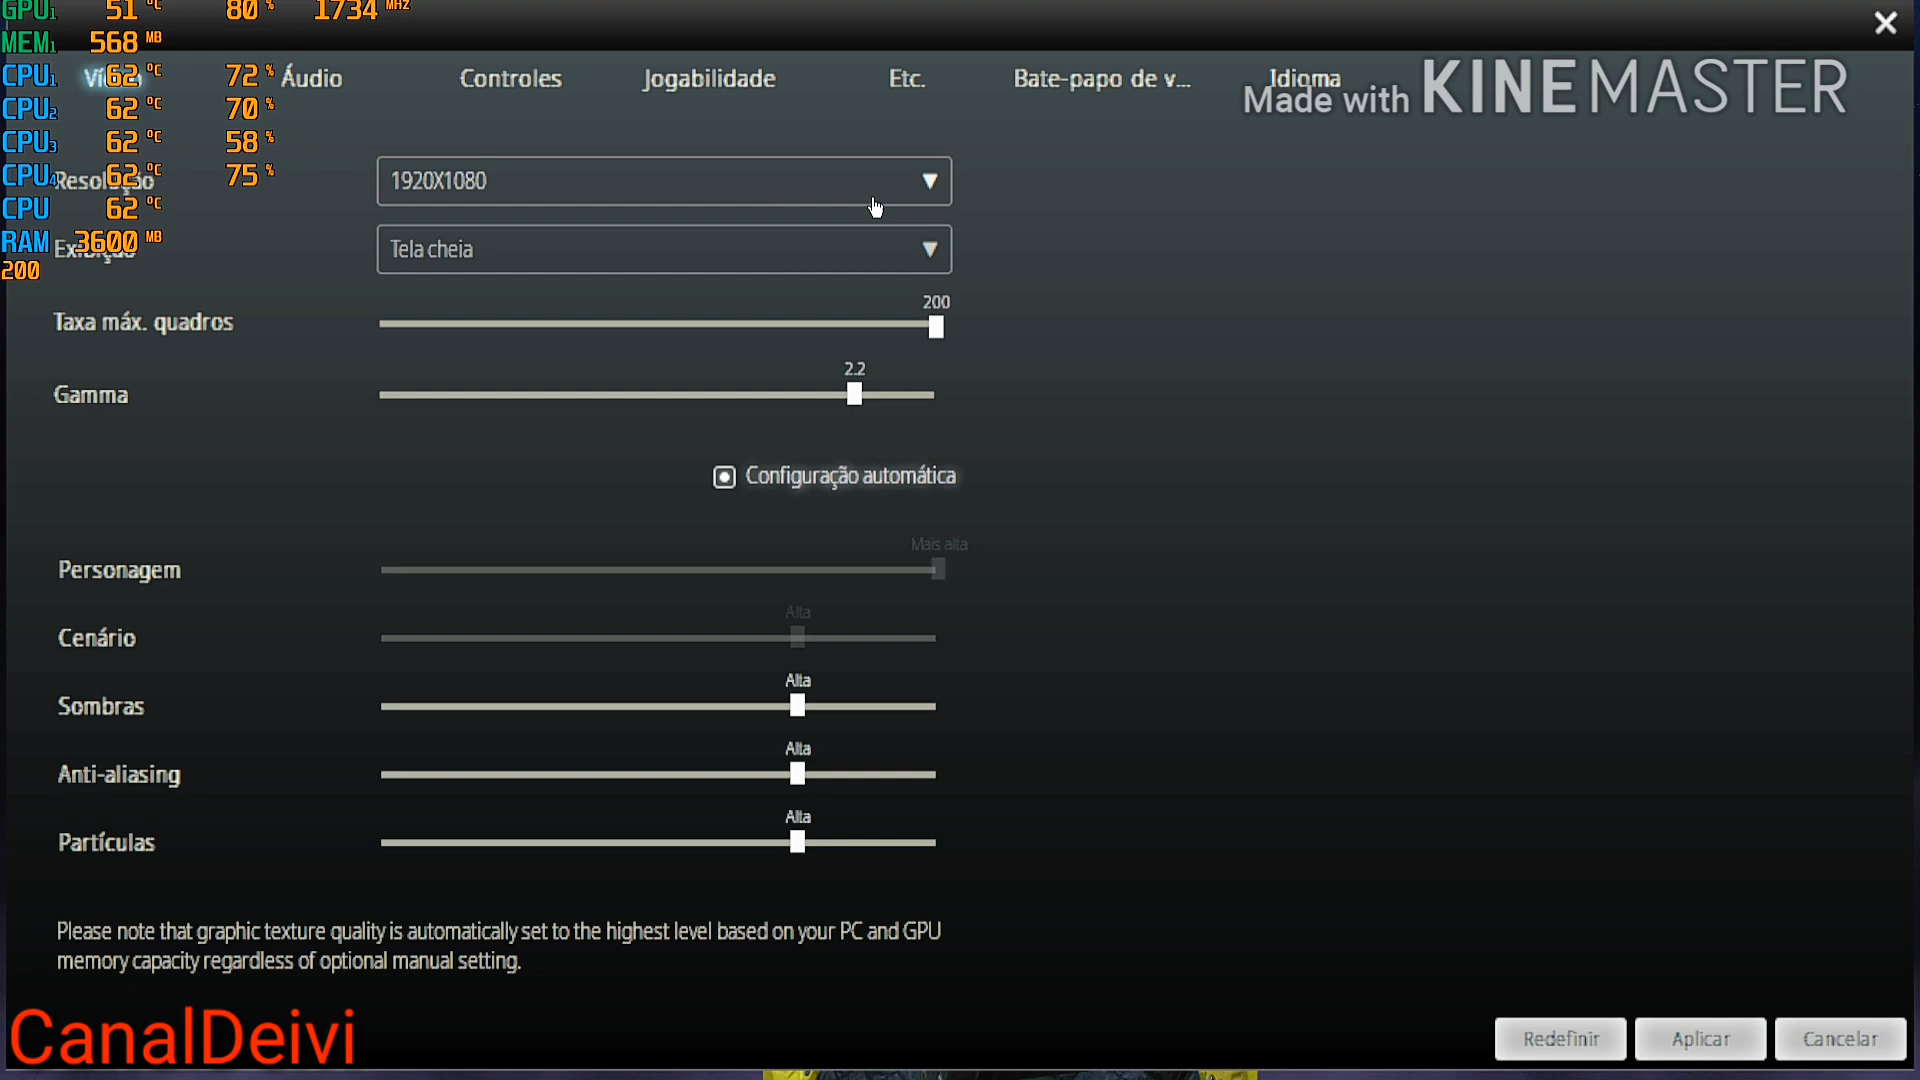 GPU1 51 °C 80 % 1734 MHz
MEM1 568 MB
CPU1 62 °C 72 %
CPU2 62 °C 70 %
CPU3 62 °C 58 %
CPU4 62 °C 75 %
CPU 62 °C
RAM 3600 MB
200
Vídeo Áudio Controles Jogabilidade Etc. Bate-papo de v... Idioma
Made with KINEMASTER
Resolução 1920X1080
Exibição Tela cheia
200
Taxa máx. quadros
2.2
Gamma
Configuração automática
Mais alta
Personagem
Alta
Cenário
Alta
Sombras
Alta
Anti-aliasing
Alta
Partículas
Please note that graphic texture quality is automatically set to the highest level based on your PC and GPU
memory capacity regardless of optional manual setting.
CanalDeivi
Redefinir Aplicar Cancelar